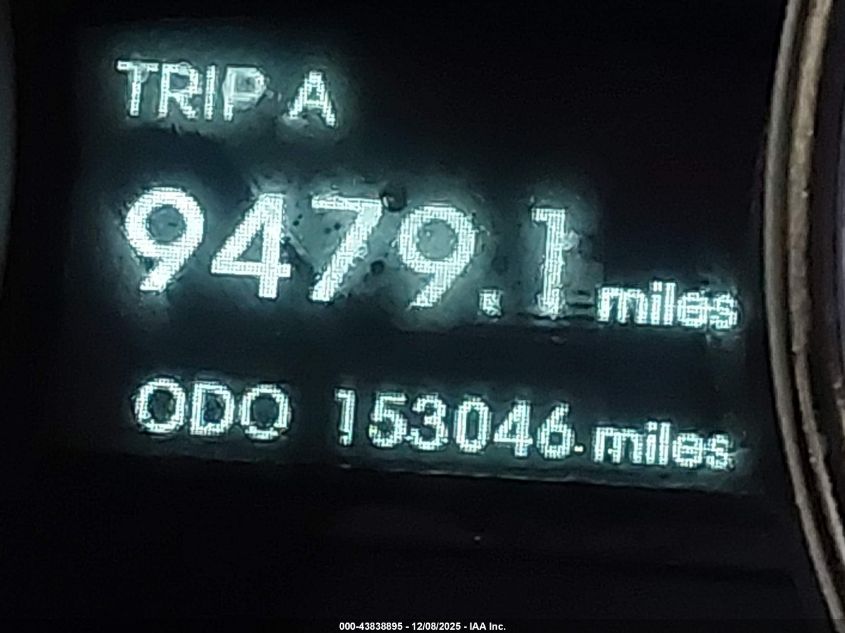 TRIP A
9479.1 miles
ODO 153046 miles
000-43838895 - 12/08/2025 - IAA Inc.